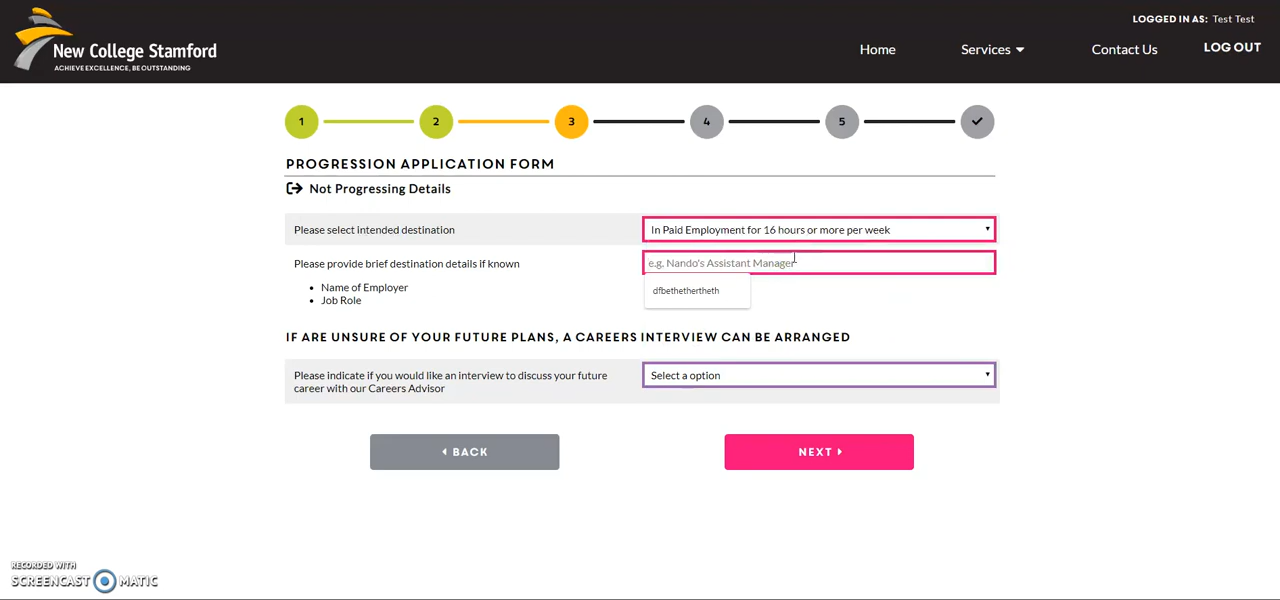 LOGGED IN AS: Test Test
New College Stamford
ACHIEVE EXCELLENCE, BE OUTSTANDING
Home Services Contact Us LOG OUT
1 2 3 4 5
PROGRESSION APPLICATION FORM
Not Progressing Details
Please select intended destination In Paid Employment for 16 hours or more per week
Please provide brief destination details if known e.g. Nando's Assistant Manager
• Name of Employer dfbethethertheth
• Job Role
IF ARE UNSURE OF YOUR FUTURE PLANS, A CAREERS INTERVIEW CAN BE ARRANGED
Please indicate if you would like an interview to discuss your future Select a option
career with our Careers Advisor
BACK NEXT
RECORDED WITH
SCREENCAST MATIC